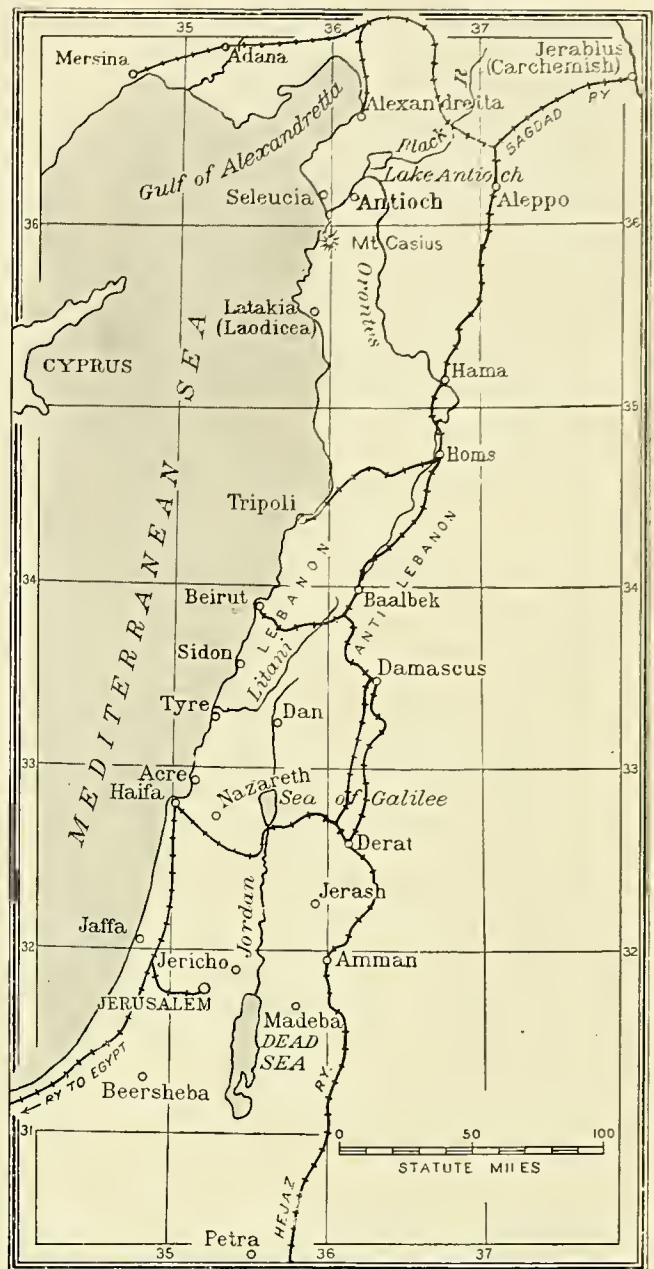 35 36 37
Mersina
Adana
Jerablus
(Carchemish)
Gulf of Alexandretta
Alexandretta
Black R
BAGDAD RY
Lake Antioch
Seleucia
Antioch
Aleppo
36 36
Mt Casius
Orontes
Latakia
(Laodicea)
CYPRUS
MEDITERRANEAN SEA
Hama
35
Homs
Tripoli
LEBANON
ANTI LEBANON
34 34
Beirut
Baalbek
Sidon
Litani
Damascus
Tyre
Dan
33 33
Acre
Haifa
Nazareth
Sea of Galilee
Derat
Jordan
Jerash
Jaffa
32 32
Jericho
Amman
JERUSALEM
Madeba
DEAD
SEA
RY TO EGYPT
Beersheba
31
0 50 100
STATUTE MILES
HEJAZ RY.
Petra
35 36 37